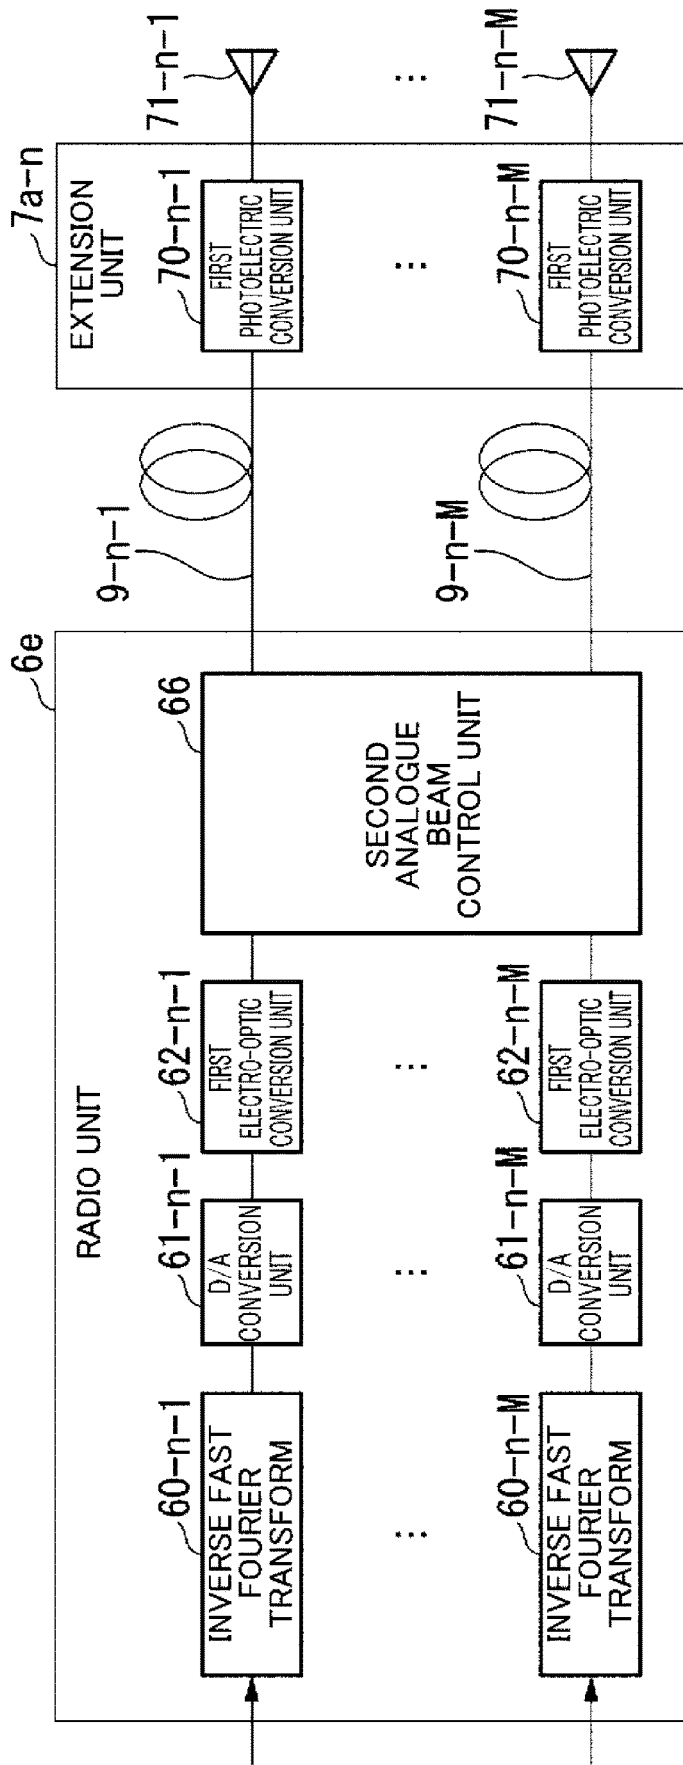 RADIO UNIT
6e
60-n-1
INVERSE FAST
FOURIER
TRANSFORM
61-n-1
D/A
CONVERSION
UNIT
62-n-1
FIRST
ELECTRO-OPTIC
CONVERSION UNIT
66
SECOND
ANALOGUE
BEAM
CONTROL UNIT
9-n-1
EXTENSION
UNIT
7a-n
70-n-1
FIRST
PHOTOELECTRIC
CONVERSION UNIT
71-n-1
...
...
...
...
...
60-n-M
INVERSE FAST
FOURIER
TRANSFORM
61-n-M
D/A
CONVERSION
UNIT
62-n-M
FIRST
ELECTRO-OPTIC
CONVERSION UNIT
9-n-M
70-n-M
FIRST
PHOTOELECTRIC
CONVERSION UNIT
71-n-M